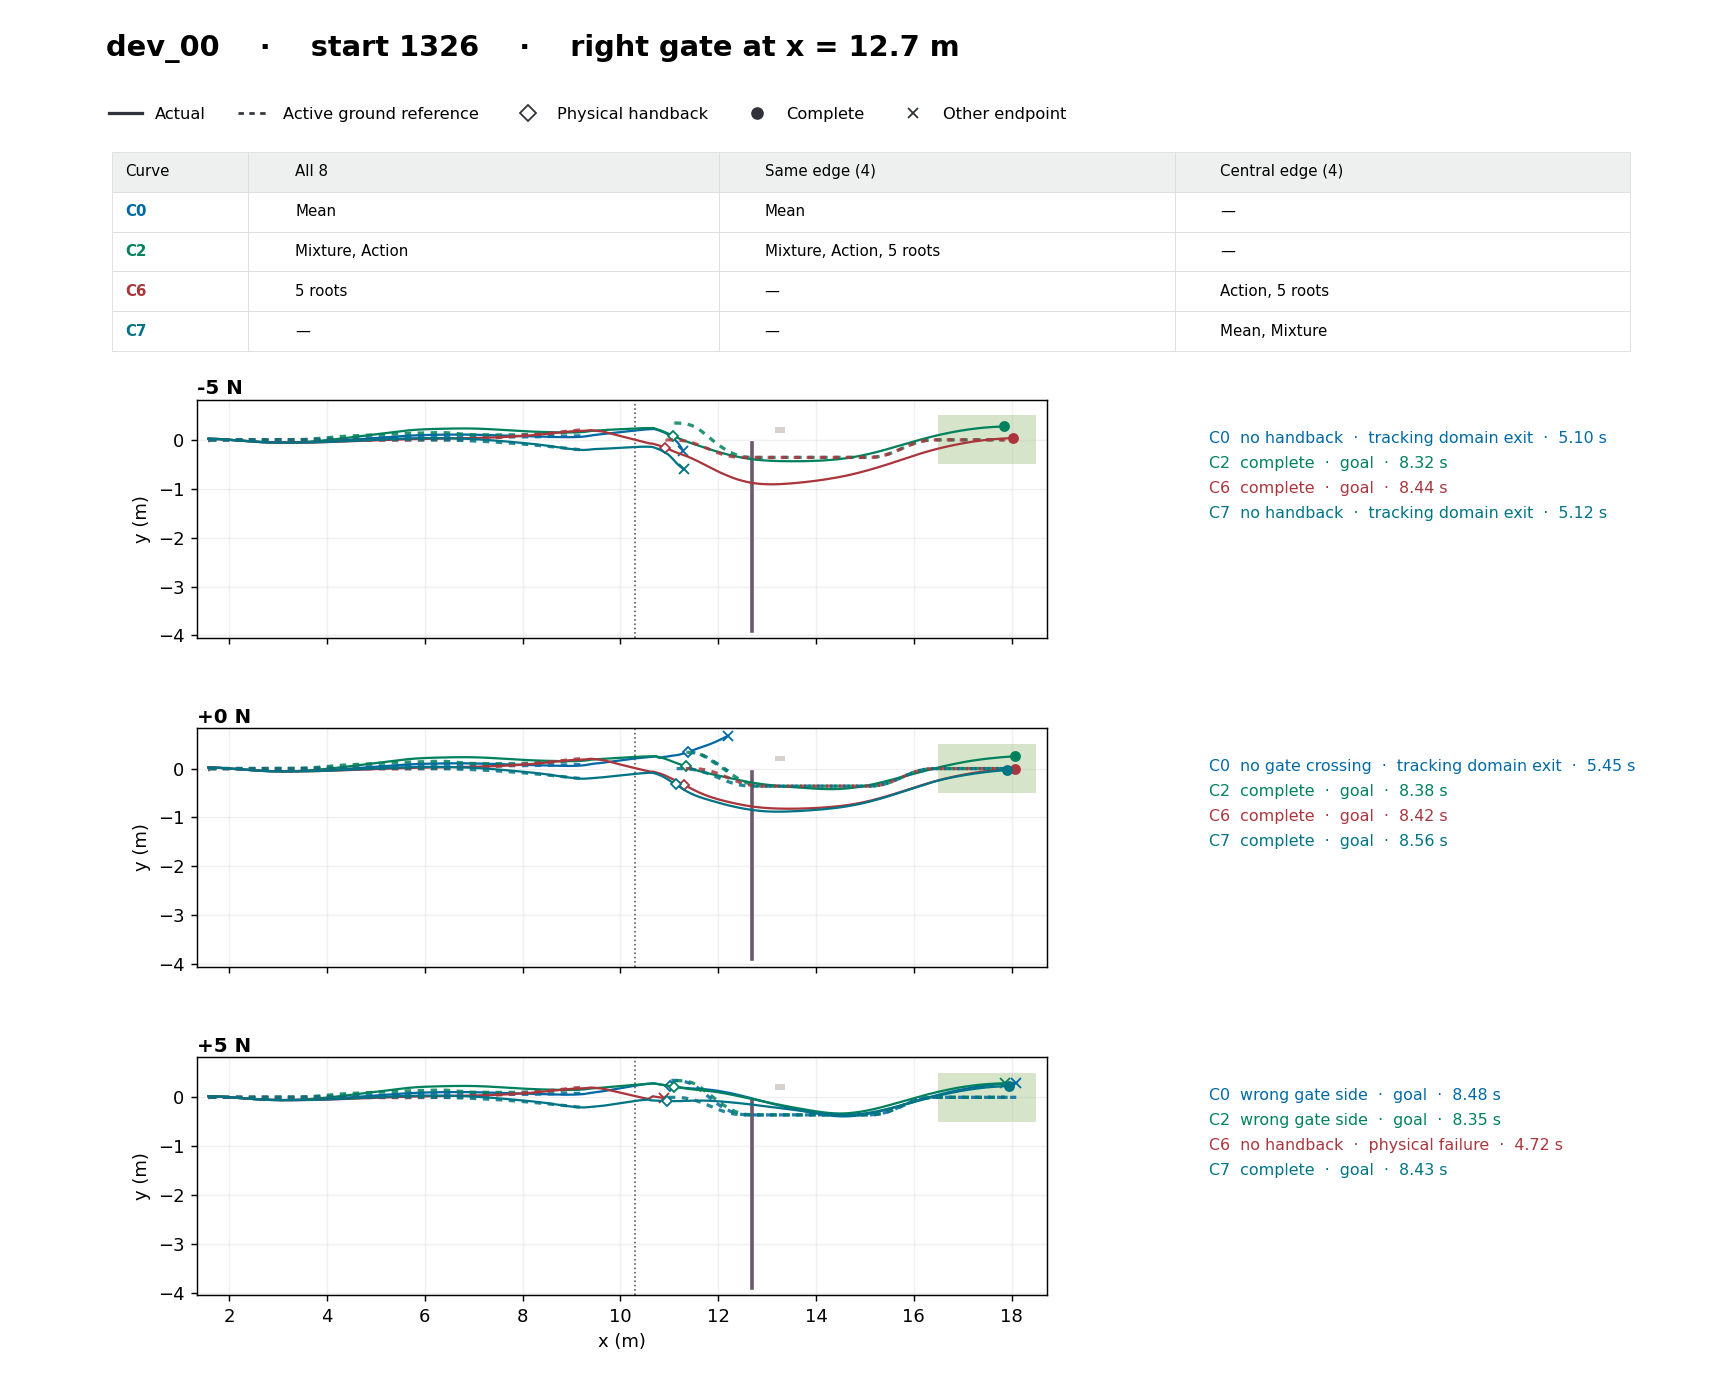 dev_00 · start 1326 · right gate at x = 12.7 m
Actual Active ground reference Physical handback Complete Other endpoint
Curve All 8 Same edge (4) Central edge (4)
C0 Mean Mean —
C2 Mixture, Action Mixture, Action, 5 roots —
C6 5 roots — Action, 5 roots
C7 — — Mean, Mixture
-5 N
0
−1
−2
−3
−4
y (m)
C0 no handback · tracking domain exit · 5.10 s
C2 complete · goal · 8.32 s
C6 complete · goal · 8.44 s
C7 no handback · tracking domain exit · 5.12 s
+0 N
0
−1
−2
−3
−4
y (m)
C0 no gate crossing · tracking domain exit · 5.45 s
C2 complete · goal · 8.38 s
C6 complete · goal · 8.42 s
C7 complete · goal · 8.56 s
+5 N
0
−1
−2
−3
−4
y (m)
C0 wrong gate side · goal · 8.48 s
C2 wrong gate side · goal · 8.35 s
C6 no handback · physical failure · 4.72 s
C7 complete · goal · 8.43 s
2 4 6 8 10 12 14 16 18
x (m)